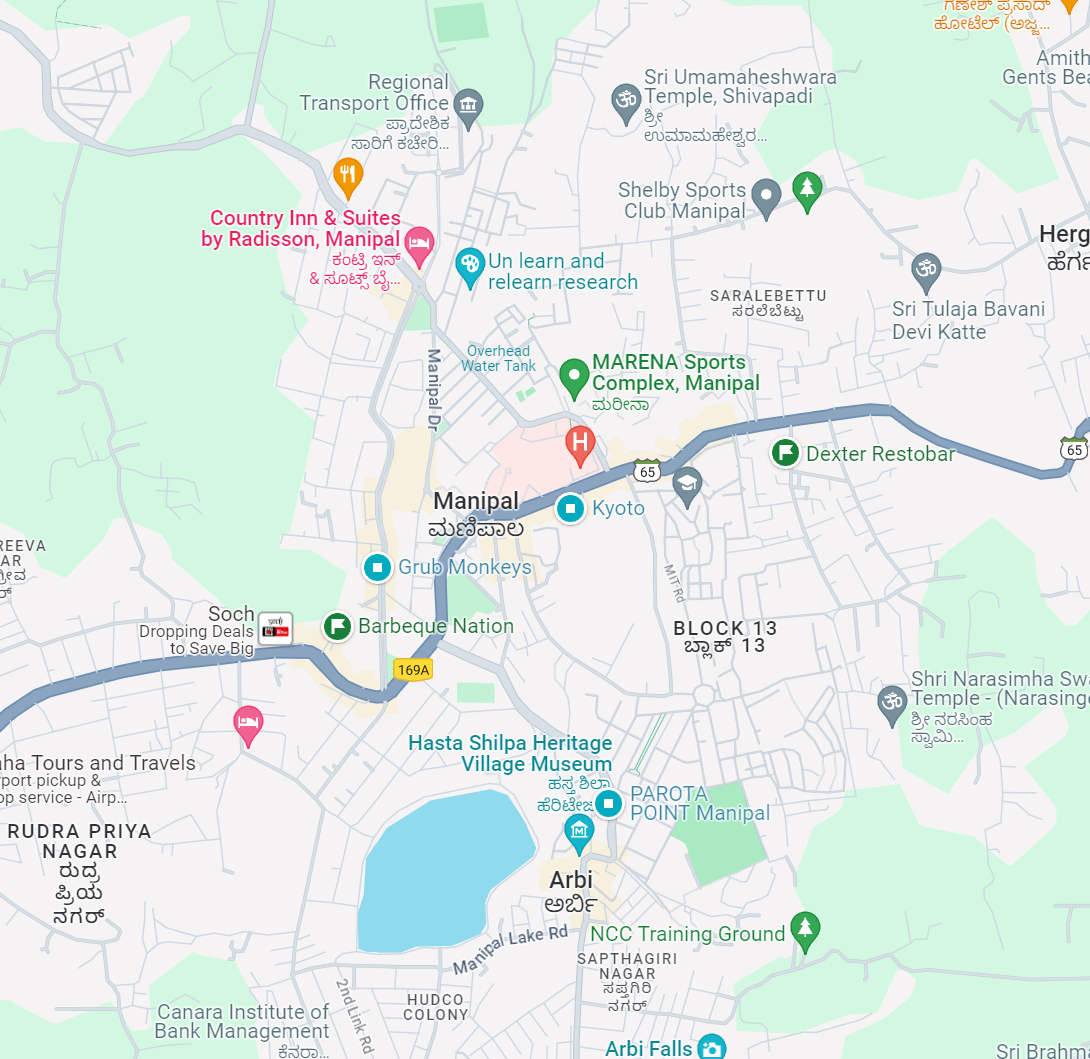 ಗಣೇಶ್ ಪ್ರಸಾದ್
ಹೋಟೆಲ್ (ಅಜ್ಜ...
Amith
Gents Bea
Regional
Transport Office
ಪ್ರಾದೇಶಿಕ
ಸಾರಿಗೆ ಕಚೇರಿ...
Sri Umamaheshwara
Temple, Shivapadi
ಶ್ರೀ
ಉಮಾಮಹೇಶ್ವರ...
Shelby Sports
Club Manipal
Country Inn & Suites
by Radisson, Manipal
ಕಂಟ್ರಿ ಇನ್
& ಸೂಟ್ಸ್ ಬೈ...
Un learn and
relearn research
Herg
ಹೆರ್ಗ
SARALEBETTU
ಸರಲೆಬೆಟ್ಟು
Sri Tulaja Bavani
Devi Katte
Overhead
Water Tank
Manipal Dr
MARENA Sports
Complex, Manipal
ಮರೀನಾ
H
65
65
Dexter Restobar
Manipal
ಮಣಿಪಾಲ
Kyoto
REEVA
AR
Grub Monkeys
MIT Rd
Soch
Dropping Deals
to Save Big
Barbeque Nation
BLOCK 13
ಬ್ಲಾಕ್ 13
169A
Shri Narasimha Swa
Temple - (Narasinge
ಶ್ರೀ ನರಸಿಂಹ
ಸ್ವಾಮಿ...
Hasta Shilpa Heritage
Village Museum
ಹಸ್ತ ಶಿಲ್ಪಾ
ಹೆರಿಟೇಜ
aha Tours and Travels
rport pickup &
op service - Airp...
PAROTA
POINT Manipal
RUDRA PRIYA
NAGAR
ರುದ್ರ
ಪ್ರಿಯ
ನಗರ್
Arbi
ಅರ್ಬಿ
Manipal Lake Rd
NCC Training Ground
SAPTHAGIRI
NAGAR
ಸಪ್ತಗಿರಿ
ನಗರ್
HUDCO
COLONY
2nd Link Rd
Canara Institute of
Bank Management
ಕೆನರಾ...
Arbi Falls
Sri Brahm